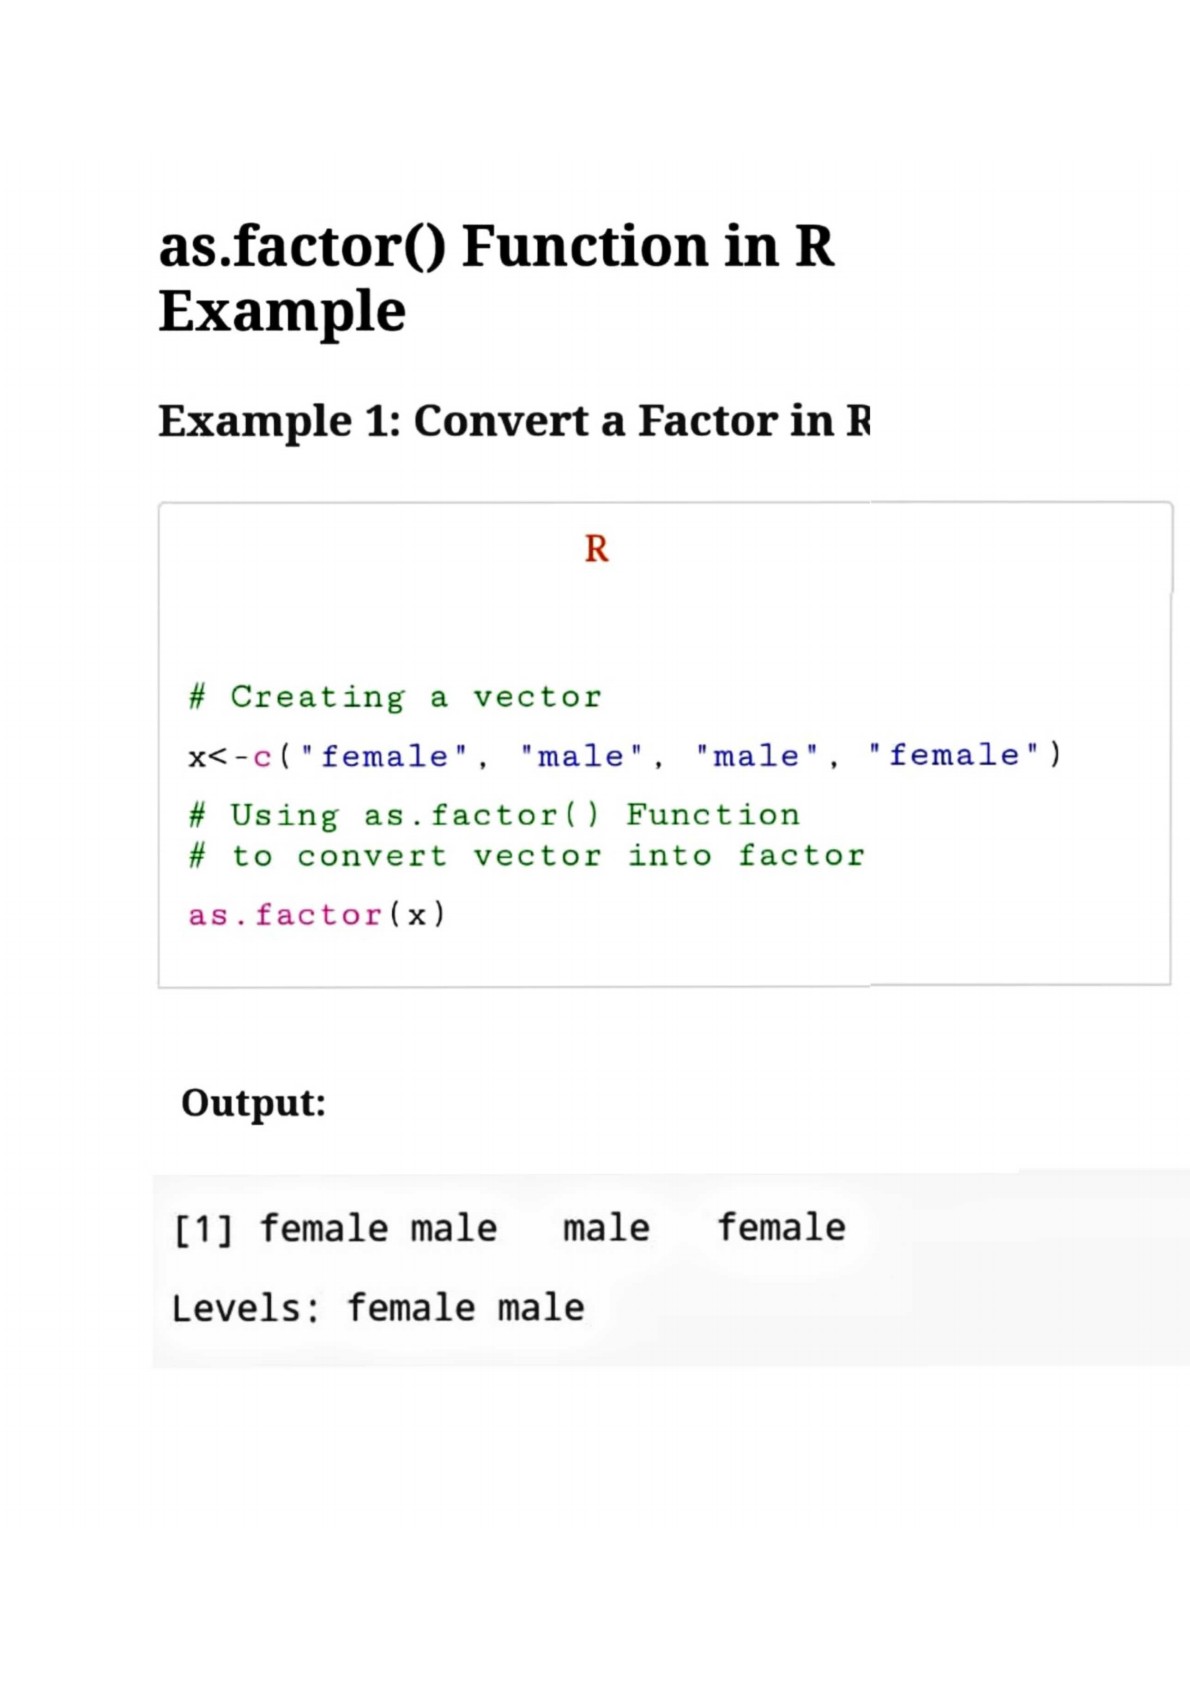 as.factor() Function in R
Example
Example 1: Convert a Factor in R
R
# Creating a vector
x<-c("female", "male", "male", "female")
# Using as.factor() Function
# to convert vector into factor
as.factor(x)
Output:
[1] female male   male   female
Levels: female male